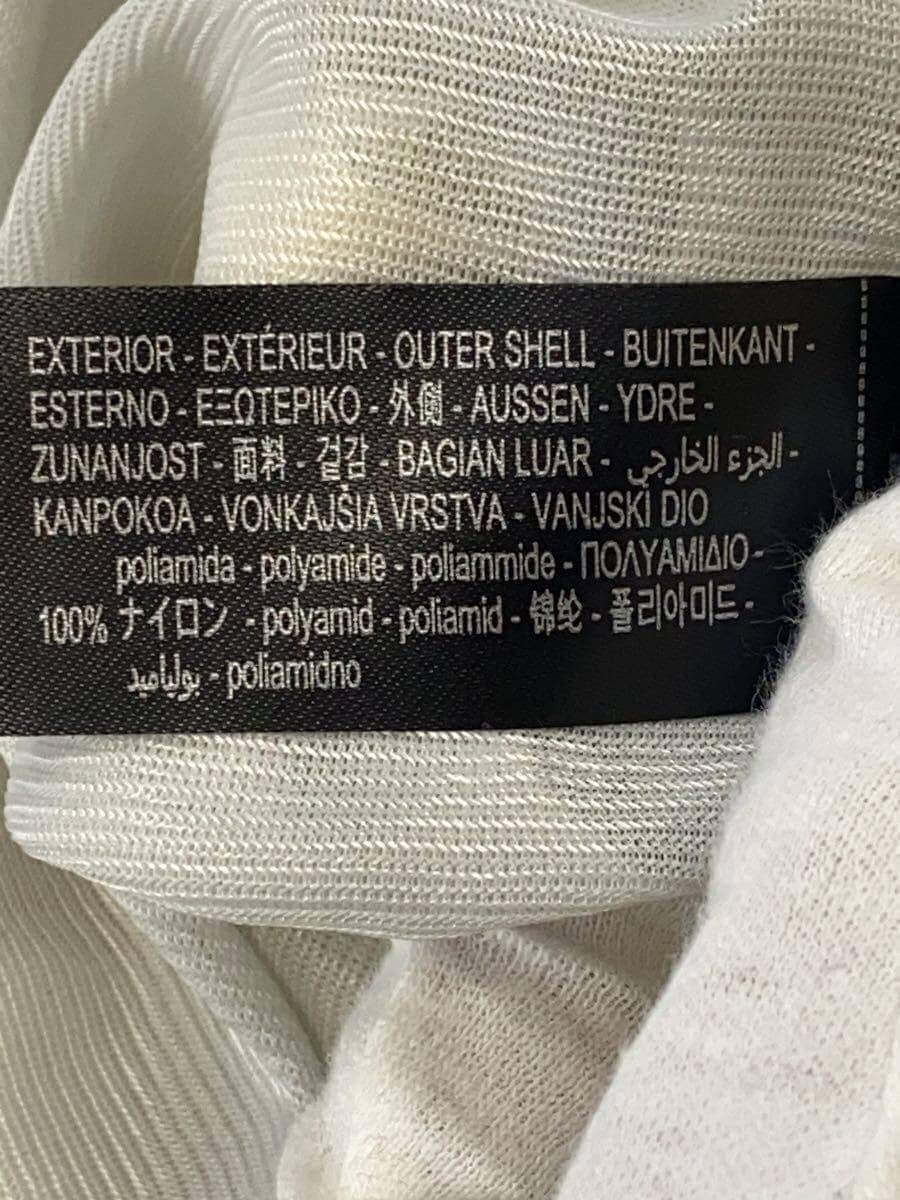 EXTERIOR - EXTÉRIEUR - OUTER SHELL - BUITENKANT -
ESTERNO - ΕΞΩΤΕΡΙΚΟ - 外側 - AUSSEN - YDRE -
ZUNANJOST - 面料 - 겉감 - BAGIAN LUAR - الجزء الخارجي -
KANPOKOA - VONKAJŠIA VRSTVA - VANJSKI DIO
poliamida - polyamide - poliammide - ΠΟΛΥΑΜΙΔΙΟ -
100% ナイロン - polyamid - poliamid - 锦纶 - 폴리아미드 -
بولياميد - poliamidno